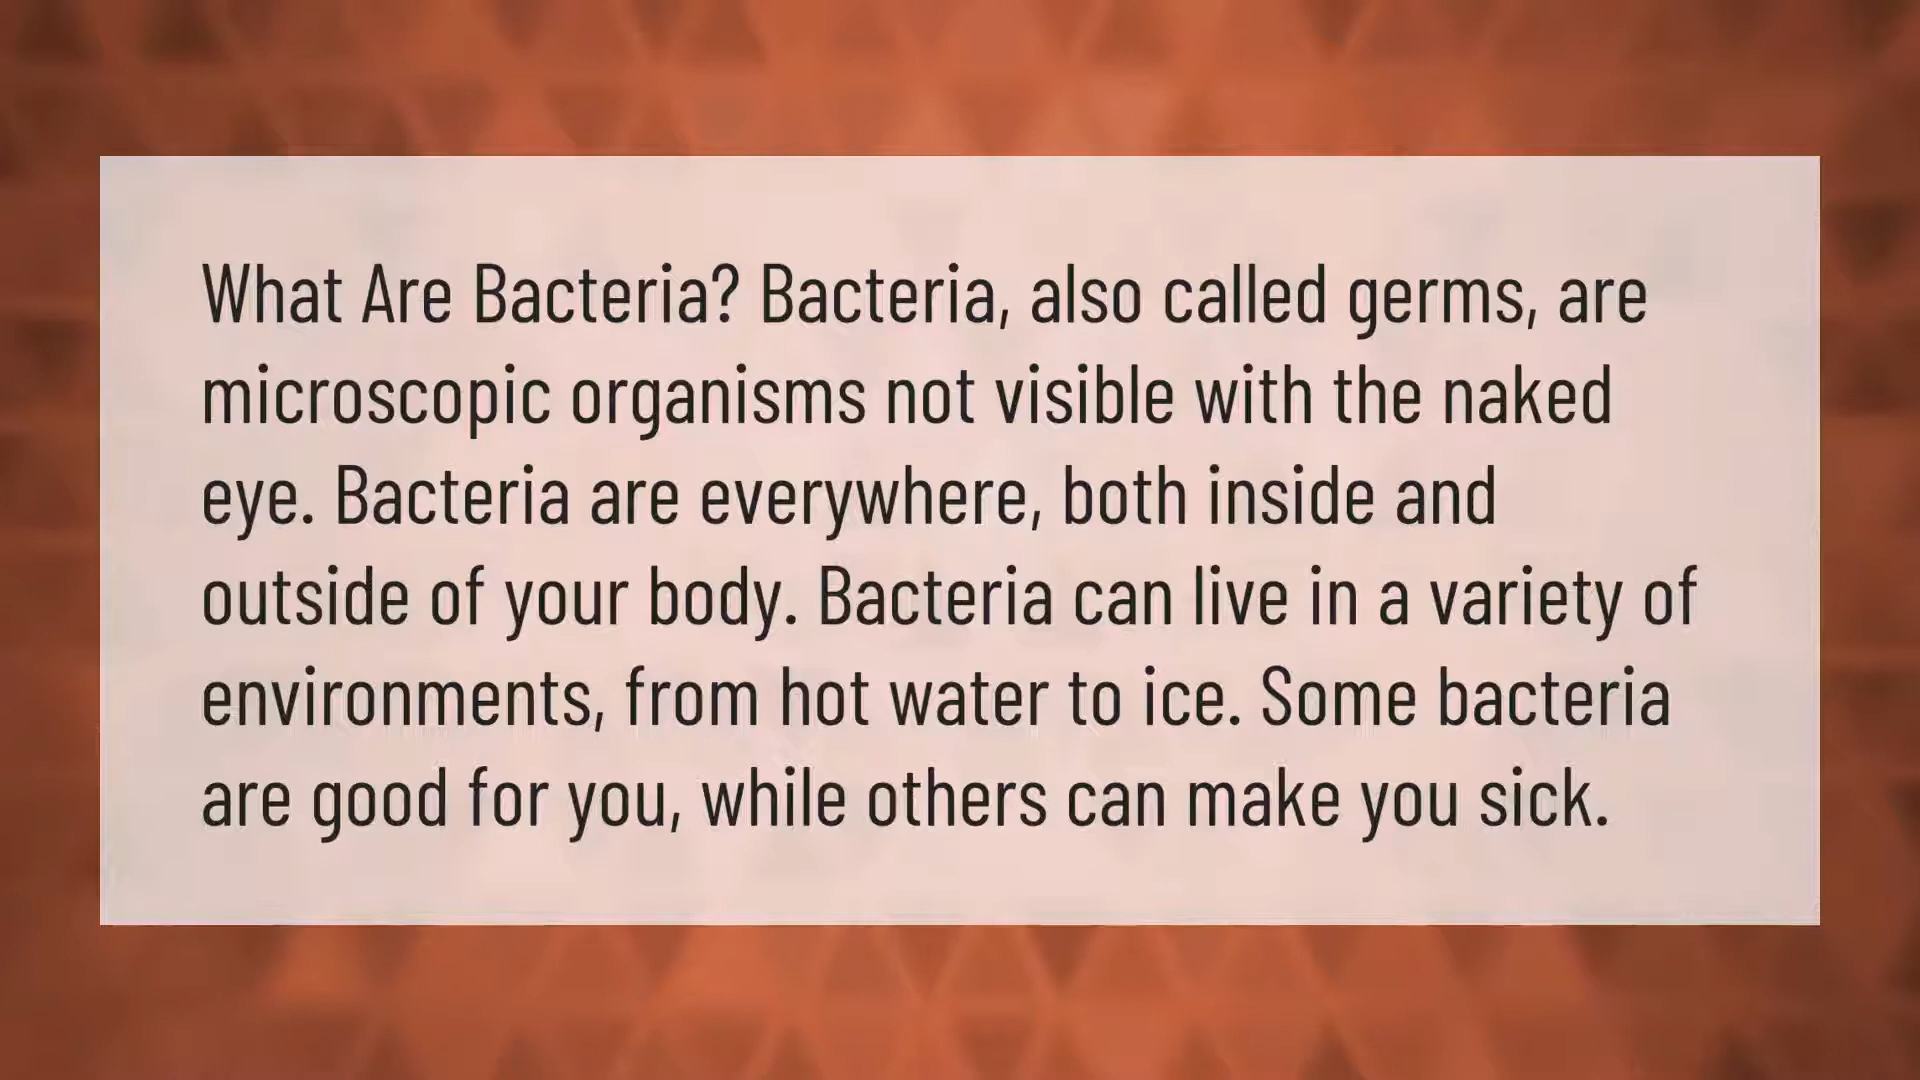 What Are Bacteria? Bacteria, also called germs, are
microscopic organisms not visible with the naked
eye. Bacteria are everywhere, both inside and
outside of your body. Bacteria can live in a variety of
environments, from hot water to ice. Some bacteria
are good for you, while others can make you sick.